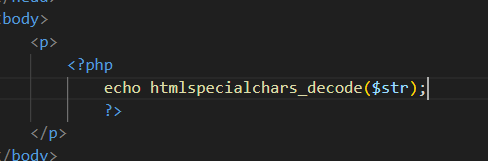 </head>
<body>
<p>
<?php
echo htmlspecialchars_decode($str);
?>
</p>
</body>